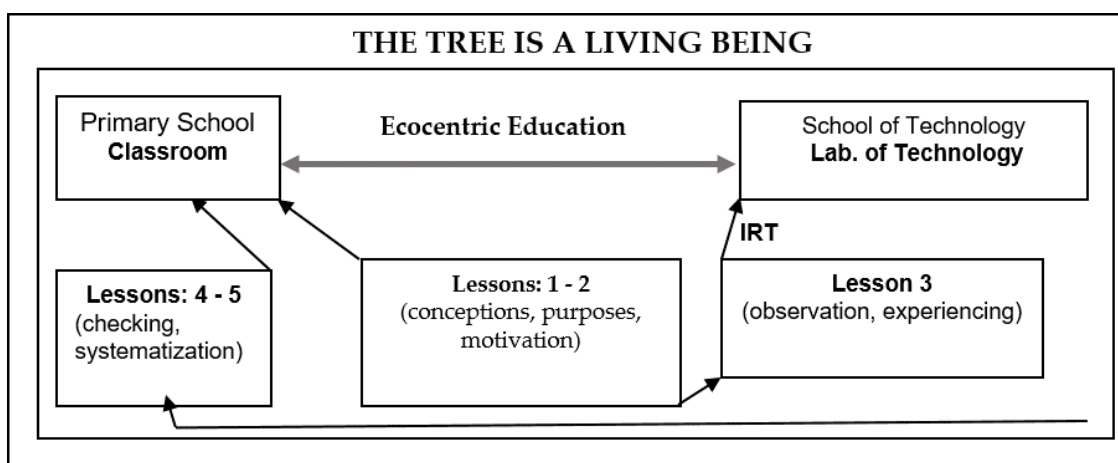 THE TREE IS A LIVING BEING
Primary School
Classroom
Ecocentric Education
School of Technology
Lab. of Technology
IRT
Lessons: 4 - 5
(checking,
systematization)
Lessons: 1 - 2
(conceptions, purposes,
motivation)
Lesson 3
(observation, experiencing)